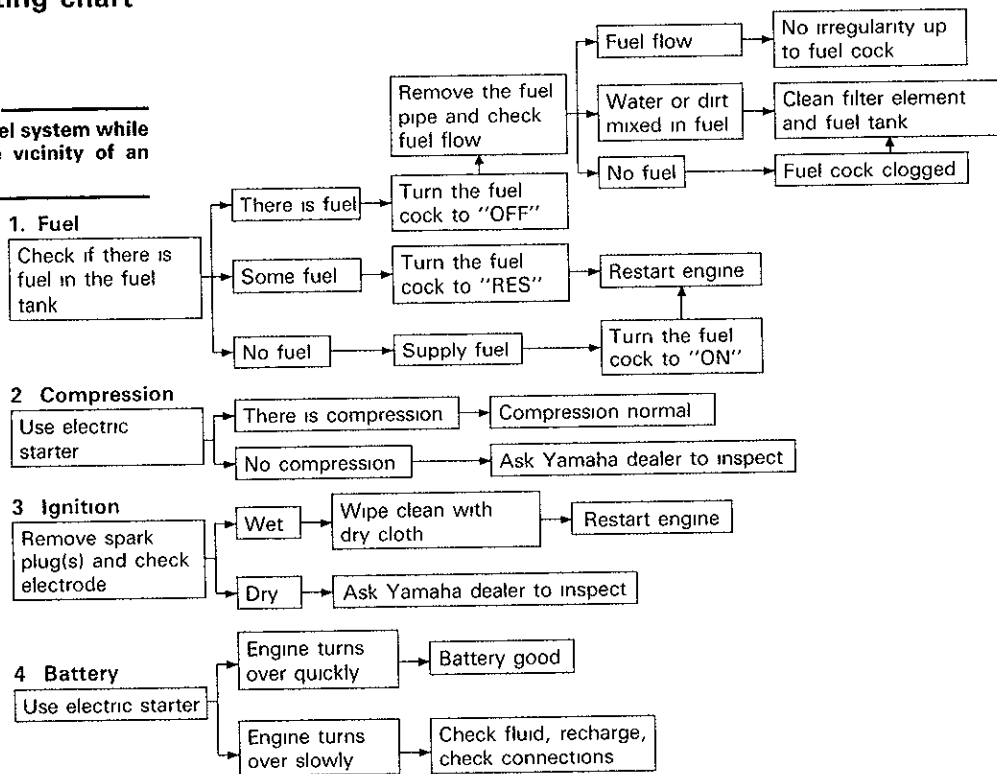 ting chart
el system while
vicinity of an
1. Fuel
Check if there is
fuel in the fuel
tank
There is fuel
Some fuel
No fuel
Turn the fuel
cock to "OFF"
Remove the fuel
pipe and check
fuel flow
Fuel flow
No irregularity up
to fuel cock
Water or dirt
mixed in fuel
Clean filter element
and fuel tank
No fuel
Fuel cock clogged
Turn the fuel
cock to "RES"
Restart engine
Supply fuel
Turn the fuel
cock to "ON"
2 Compression
Use electric
starter
There is compression
Compression normal
No compression
Ask Yamaha dealer to inspect
3 Ignition
Remove spark
plug(s) and check
electrode
Wet
Wipe clean with
dry cloth
Restart engine
Dry
Ask Yamaha dealer to inspect
4 Battery
Use electric starter
Engine turns
over quickly
Battery good
Engine turns
over slowly
Check fluid, recharge,
check connections